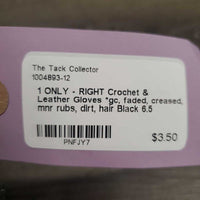 The Tack Collector
1004893-12
1 ONLY - RIGHT Crochet &
Leather Gloves *gc, faded, creased,
mnr rubs, dirt, hair Black 6.5
PNFJY7
$3.50